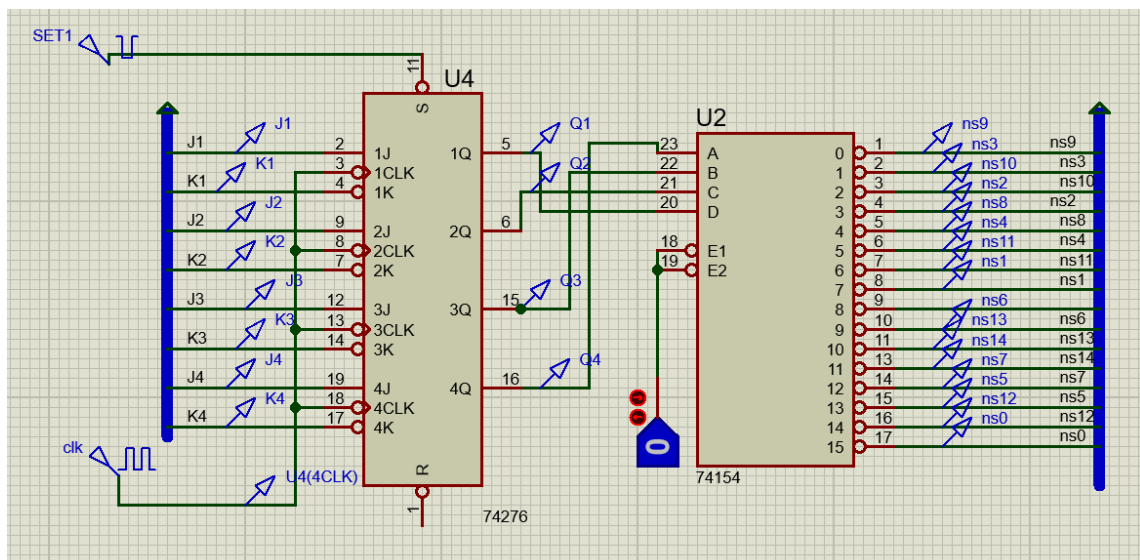 SET1
11
U4
S
J1 J1 2 1J 1Q 5 Q1
3 1CLK
K1 K1 4 1K
J2 J2 9 2J 2Q 6 Q2
8 2CLK
K2 K2 7 2K
J3 J3 12 3J 3Q 15 Q3
13 3CLK
K3 K3 14 3K
J4 J4 19 4J 4Q 16 Q4
18 4CLK
K4 K4 17 4K
clk
U4(4CLK)
R
1
74276
U2
23 A 0 1 ns9 ns9
22 B 1 2 ns3 ns3
21 C 2 3 ns10 ns10
20 D 3 4 ns2 ns2
4 5 ns8 ns8
18 E1 5 6 ns4 ns4
19 E2 6 7 ns11 ns11
7 8 ns1 ns1
8 9
9 10 ns6 ns6
10 11 ns13 ns13
11 13 ns14 ns14
12 14 ns7 ns7
13 15 ns5 ns5
14 16 ns12 ns12
15 17 ns0 ns0
0
74154